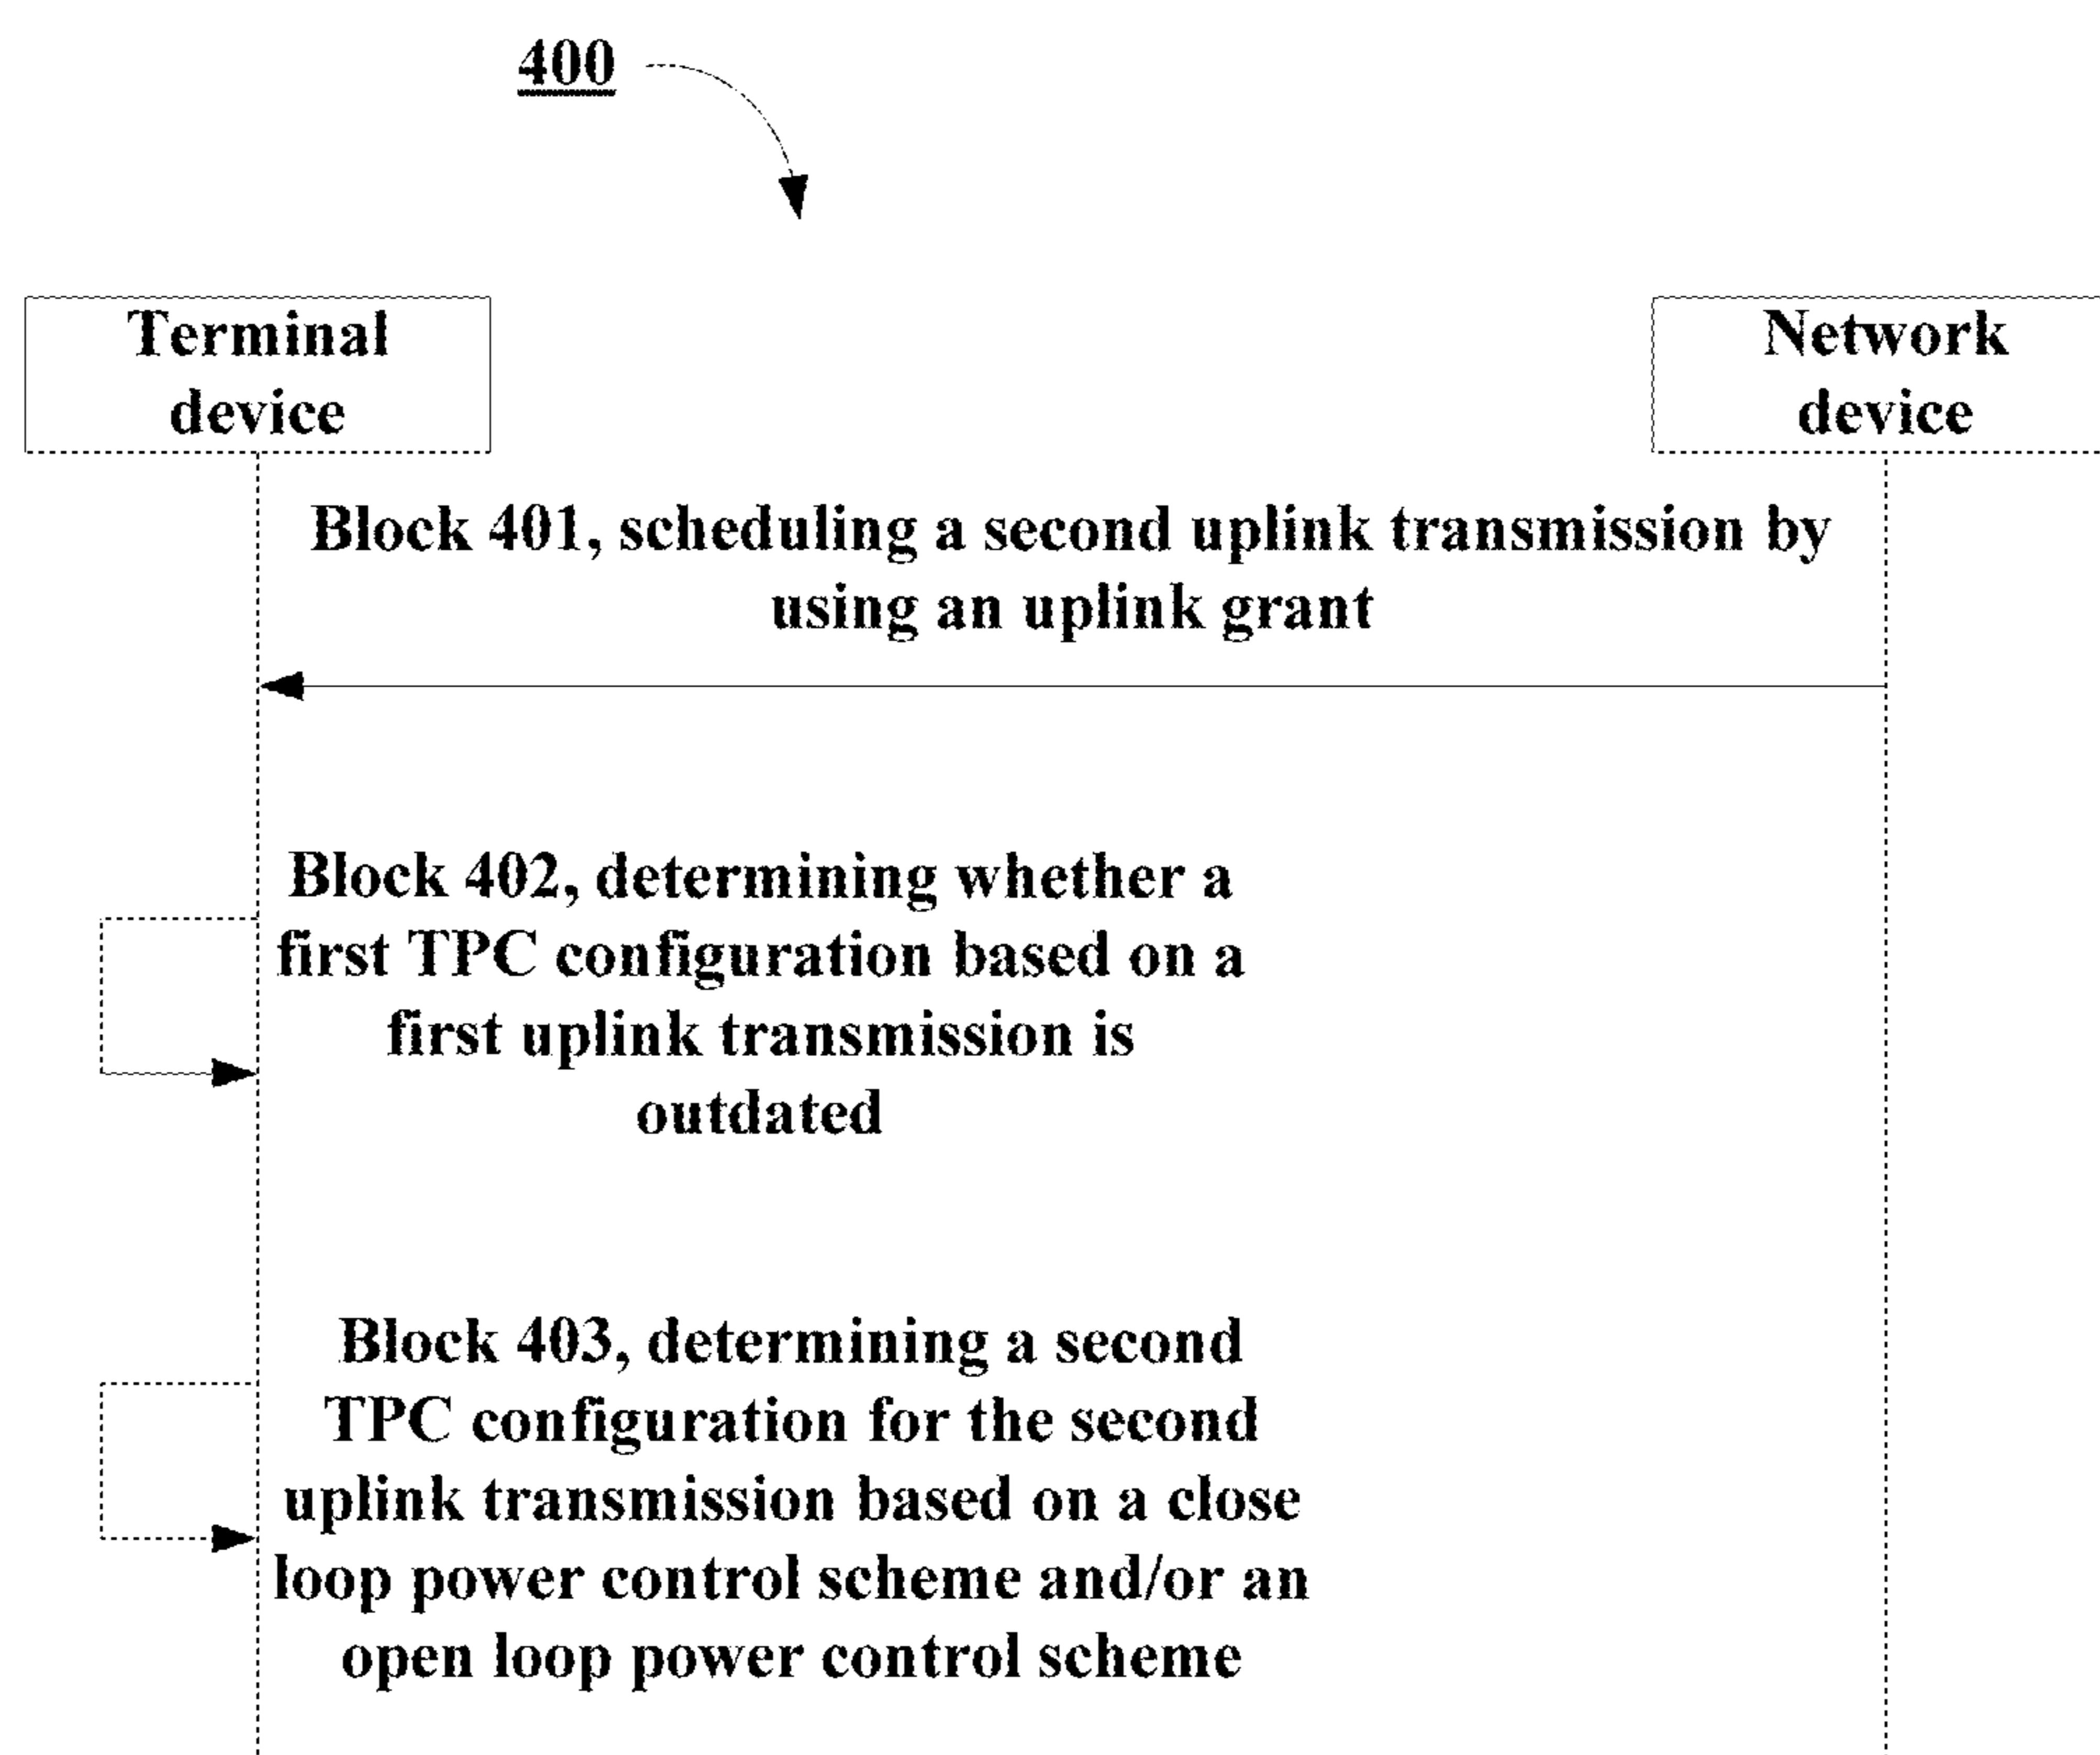 400
Terminal
device
Network
device
Block 401, scheduling a second uplink transmission by
using an uplink grant
Block 402, determining whether a
first TPC configuration based on a
first uplink transmission is
outdated
Block 403, determining a second
TPC configuration for the second
uplink transmission based on a close
loop power control scheme and/or an
open loop power control scheme